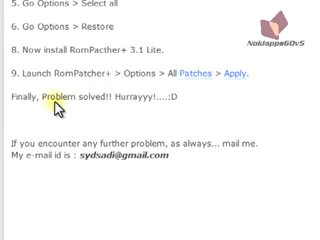 5. Go Options > Select all
6. Go Options > Restore
8. Now install RomPacther+ 3.1 Lite.
9. Launch RomPatcher+ > Options > All Patches > Apply.
Finally, Problem solved!! Hurrayyy!....:D
If you encounter any further problem, as always... mail me.
My e-mail id is : sydsadi@gmail.com
NokiappsS60v5